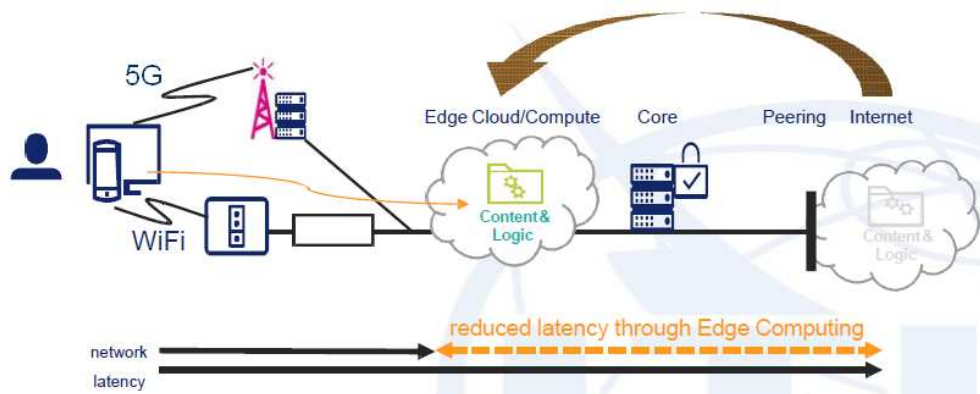 5G
Edge Cloud/Compute
Core
Peering
Internet
Content &
Logic
Content &
Logic
WiFi
reduced latency through Edge Computing
network
latency